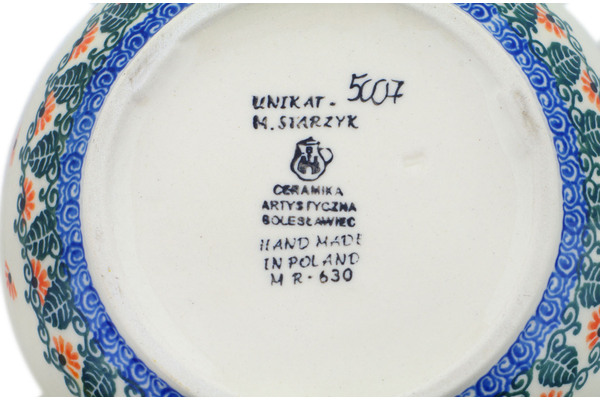 UNIKAT - 5007
M. STARZYK
CERAMIKA
ARTYSTYCZNA
BOLESŁAWIEC
HAND MADE
IN POLAND
M R - 630